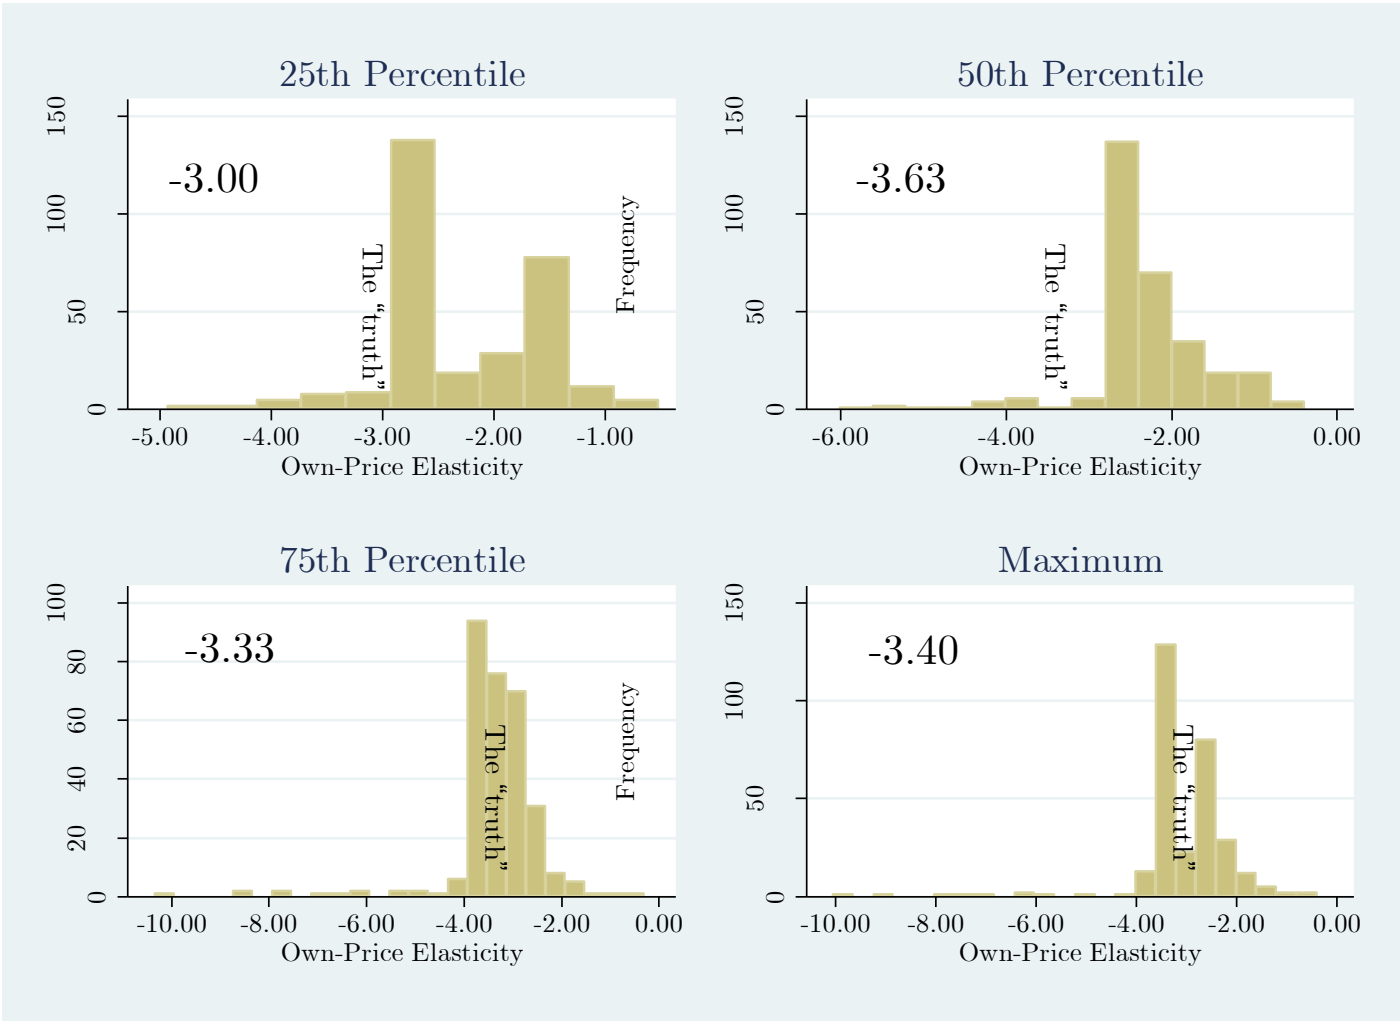 25th Percentile
150
100
50
0
-3.00
The “truth”
Frequency
-5.00 -4.00 -3.00 -2.00 -1.00
Own-Price Elasticity
50th Percentile
150
100
50
0
-3.63
The “truth”
-6.00 -4.00 -2.00 0.00
Own-Price Elasticity
75th Percentile
100
80
60
40
20
0
-3.33
The “truth”
Frequency
-10.00 -8.00 -6.00 -4.00 -2.00 0.00
Own-Price Elasticity
Maximum
150
100
50
0
-3.40
The “truth”
-10.00 -8.00 -6.00 -4.00 -2.00 0.00
Own-Price Elasticity